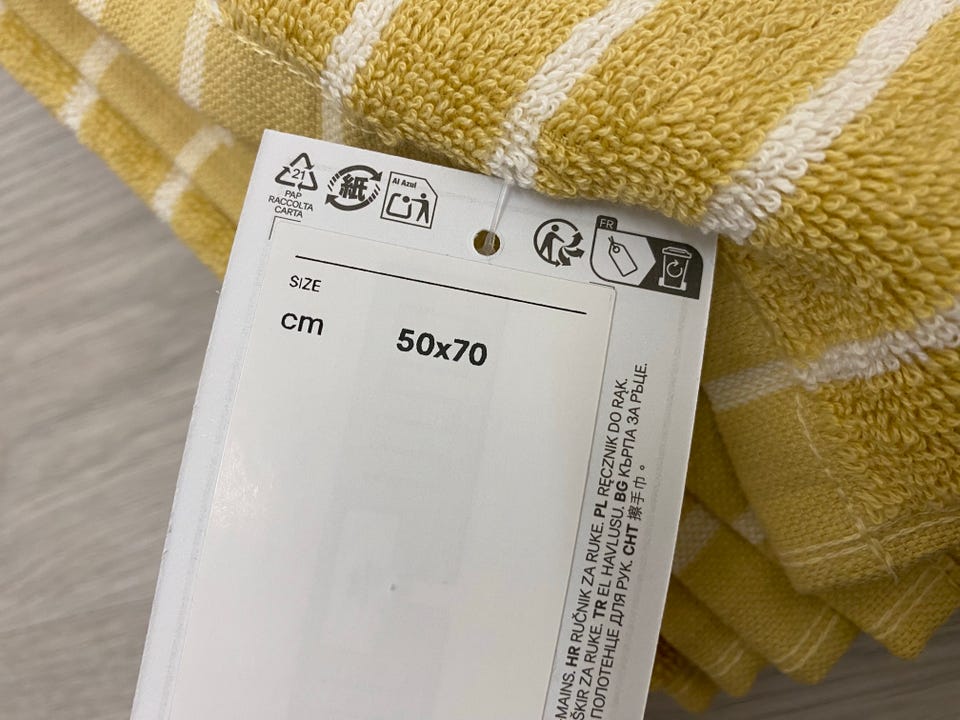 21
PAP
RACCOLTA
CARTA
紙
Al Azul
FR
SIZE
cm 50x70
MAINS. HR RUČNIK ZA RUKE. PL RĘCZNIK DO RĄK.
ŠKIR ZA RUKE. TR EL HAVLUSU. BG КЪРПА ЗА РЪЦЕ.
ПОЛОТЕНЦЕ ДЛЯ РУК. CHT 擦手巾。